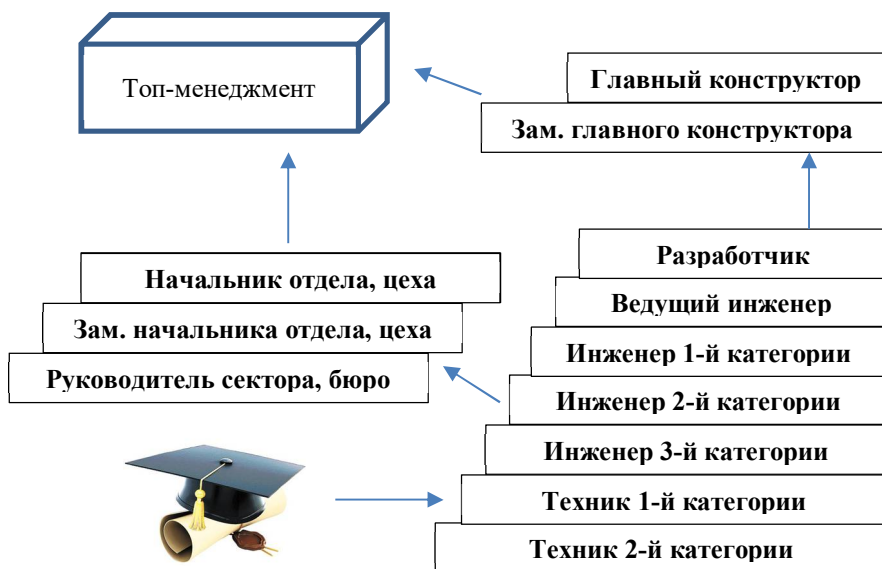 Топ-менеджмент
Главный конструктор
Зам. главного конструктора
Начальник отдела, цеха
Зам. начальника отдела, цеха
Руководитель сектора, бюро
Разработчик
Ведущий инженер
Инженер 1-й категории
Инженер 2-й категории
Инженер 3-й категории
Техник 1-й категории
Техник 2-й категории